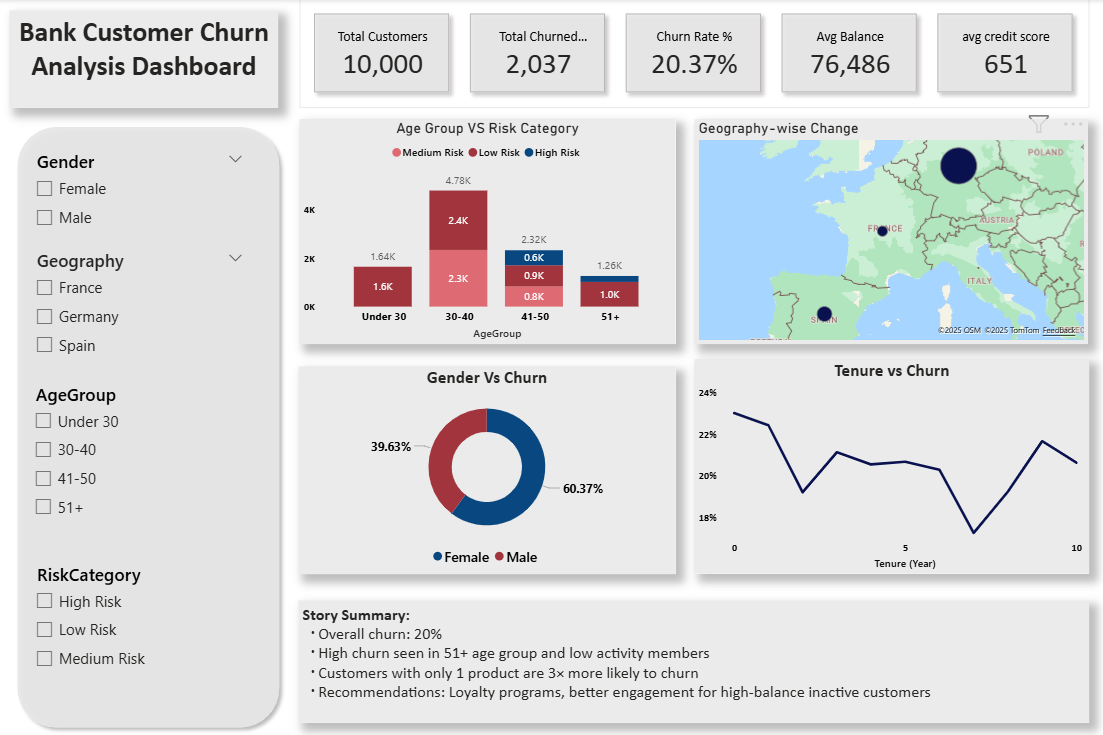 Bank Customer Churn
Analysis Dashboard
Total Customers
10,000
Total Churned...
2,037
Churn Rate %
20.37%
Avg Balance
76,486
avg credit score
651
Gender
Female
Male
Geography
France
Germany
Spain
AgeGroup
Under 30
30-40
41-50
51+
RiskCategory
High Risk
Low Risk
Medium Risk
Age Group VS Risk Category
Medium Risk Low Risk High Risk
4K
2K
0K
1.64K
1.6K
4.78K
2.4K
2.3K
2.32K
0.6K
0.9K
0.8K
1.26K
1.0K
Under 30 30-40 41-50 51+
AgeGroup
Geography-wise Change
POLAND
FRANCE
AUSTRIA
ITALY
SPAIN
©2025 OSM ©2025 TomTom Feedback
Gender Vs Churn
39.63%
60.37%
Female Male
Tenure vs Churn
24%
22%
20%
18%
0 5 10
Tenure (Year)
Story Summary:
· Overall churn: 20%
· High churn seen in 51+ age group and low activity members
· Customers with only 1 product are 3× more likely to churn
· Recommendations: Loyalty programs, better engagement for high-balance inactive customers